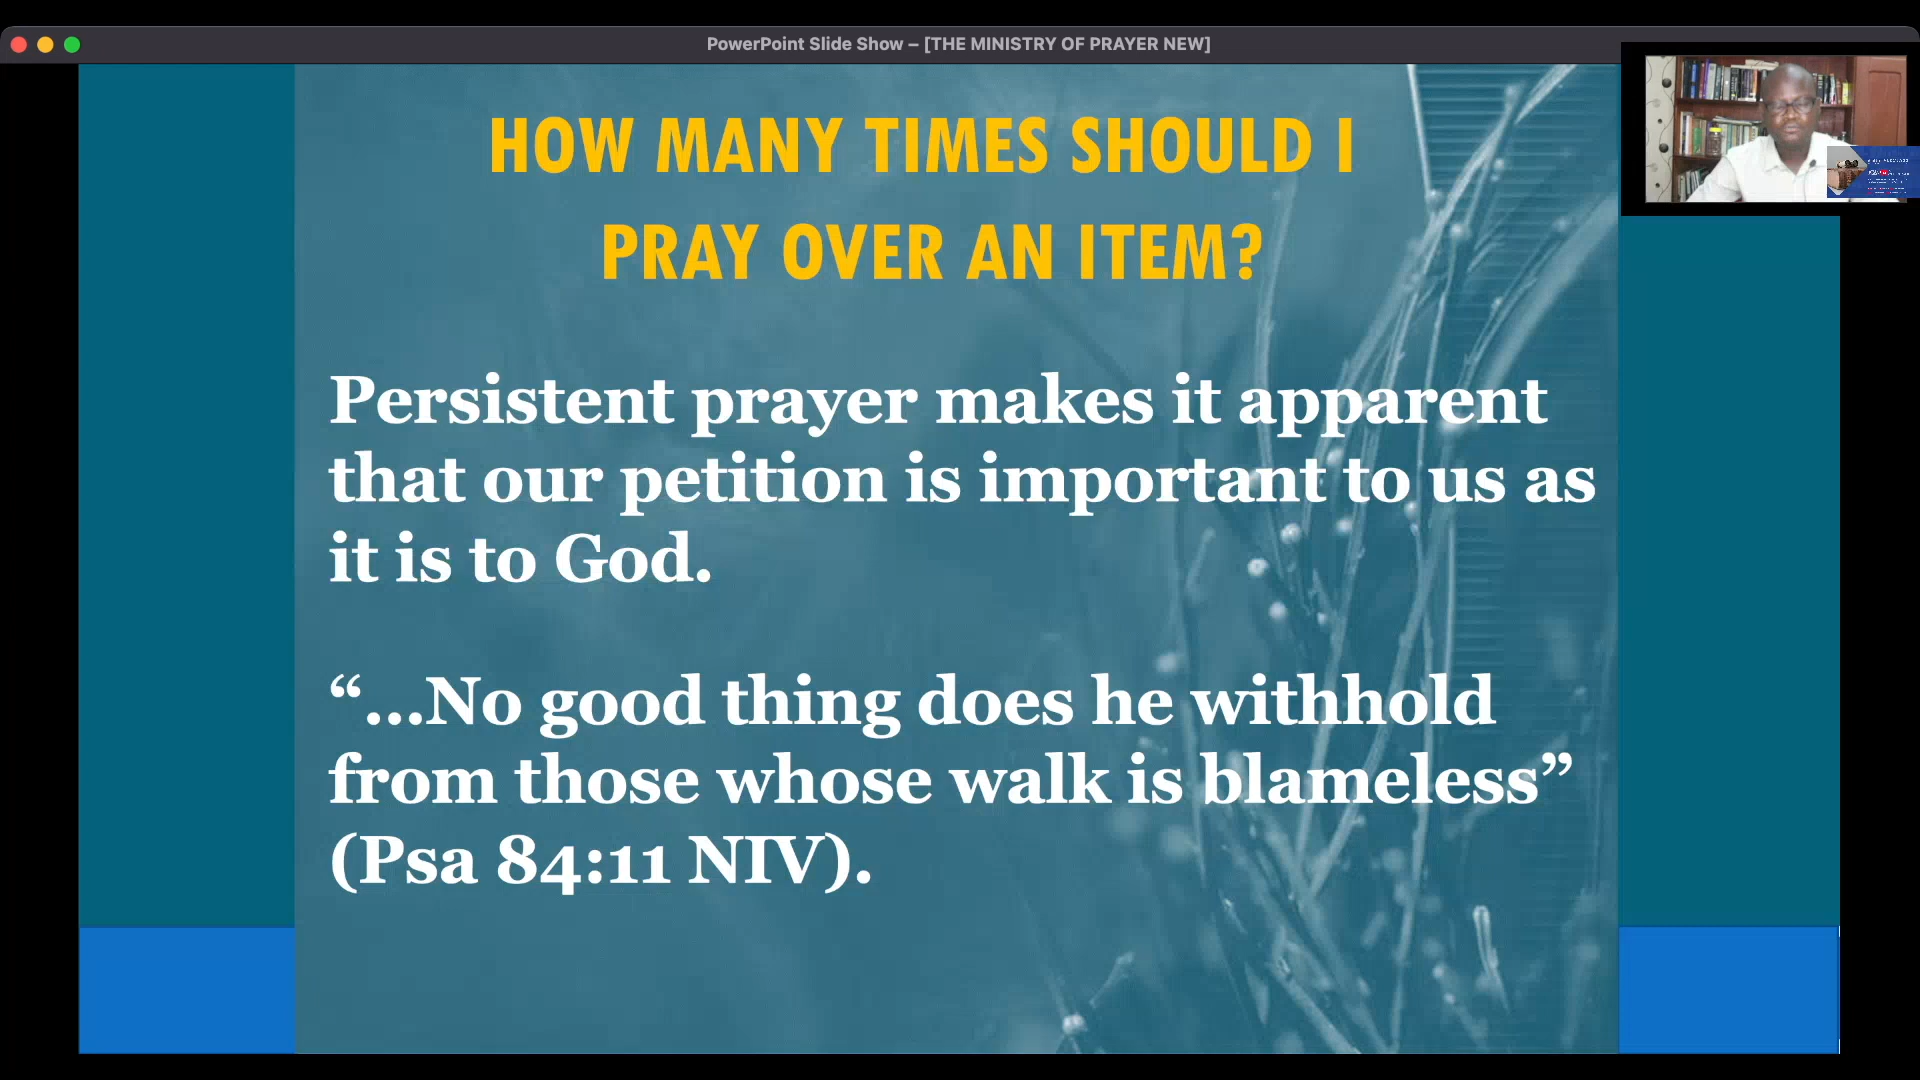 PowerPoint Slide Show – [THE MINISTRY OF PRAYER NEW]
HOW MANY TIMES SHOULD I
PRAY OVER AN ITEM?
Persistent prayer makes it apparent
that our petition is important to us as
it is to God.
“…No good thing does he withhold
from those whose walk is blameless”
(Psa 84:11 NIV).